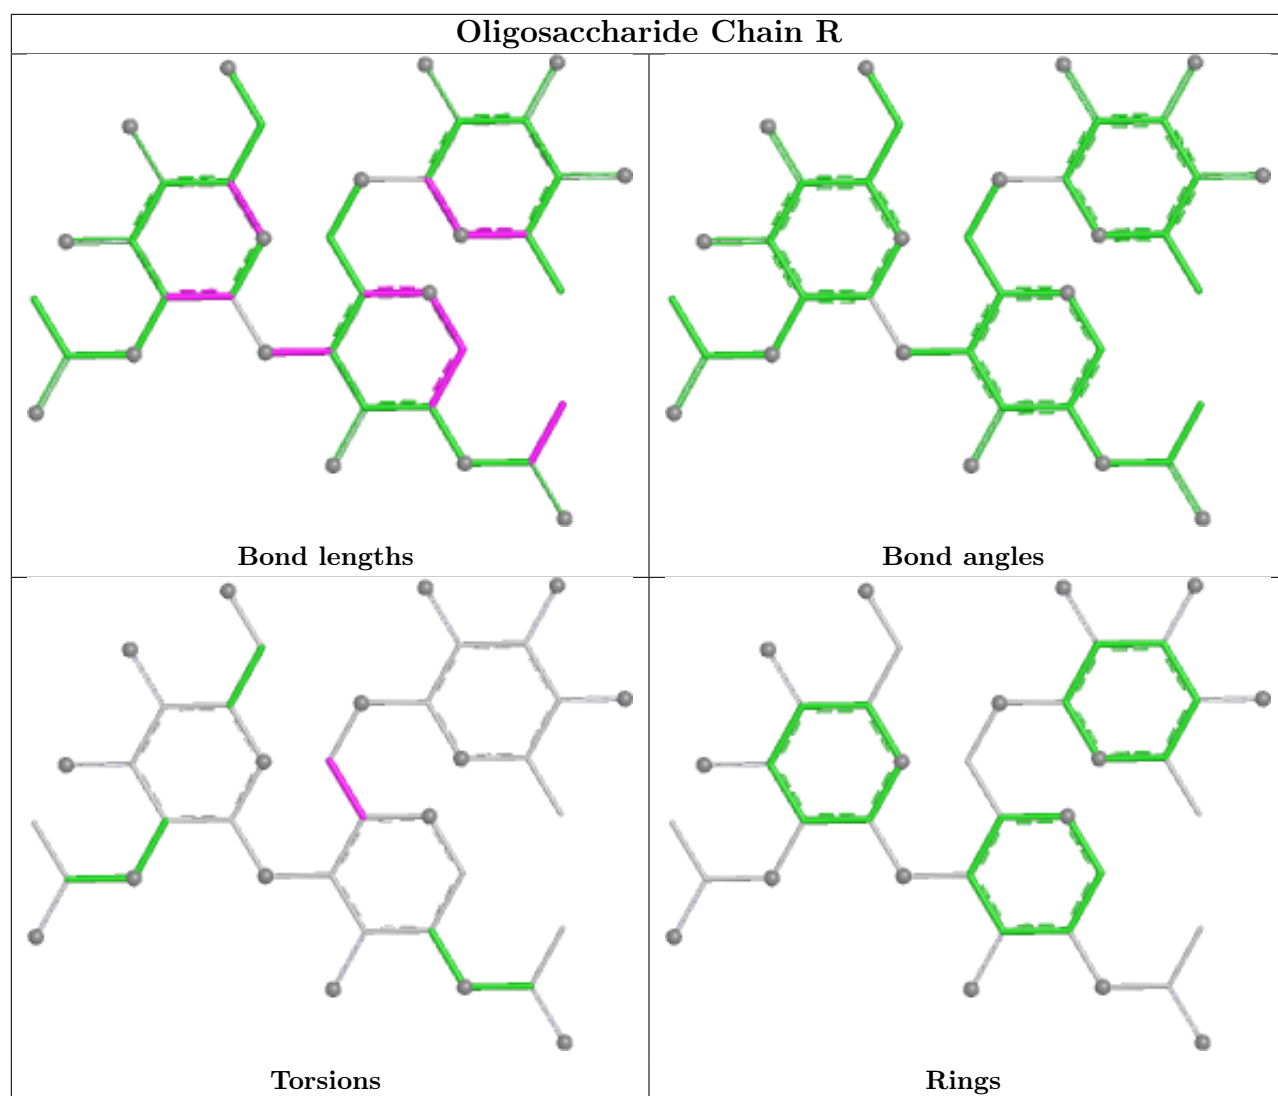 Oligosaccharide Chain R
Bond lengths
Bond angles
Torsions
Rings